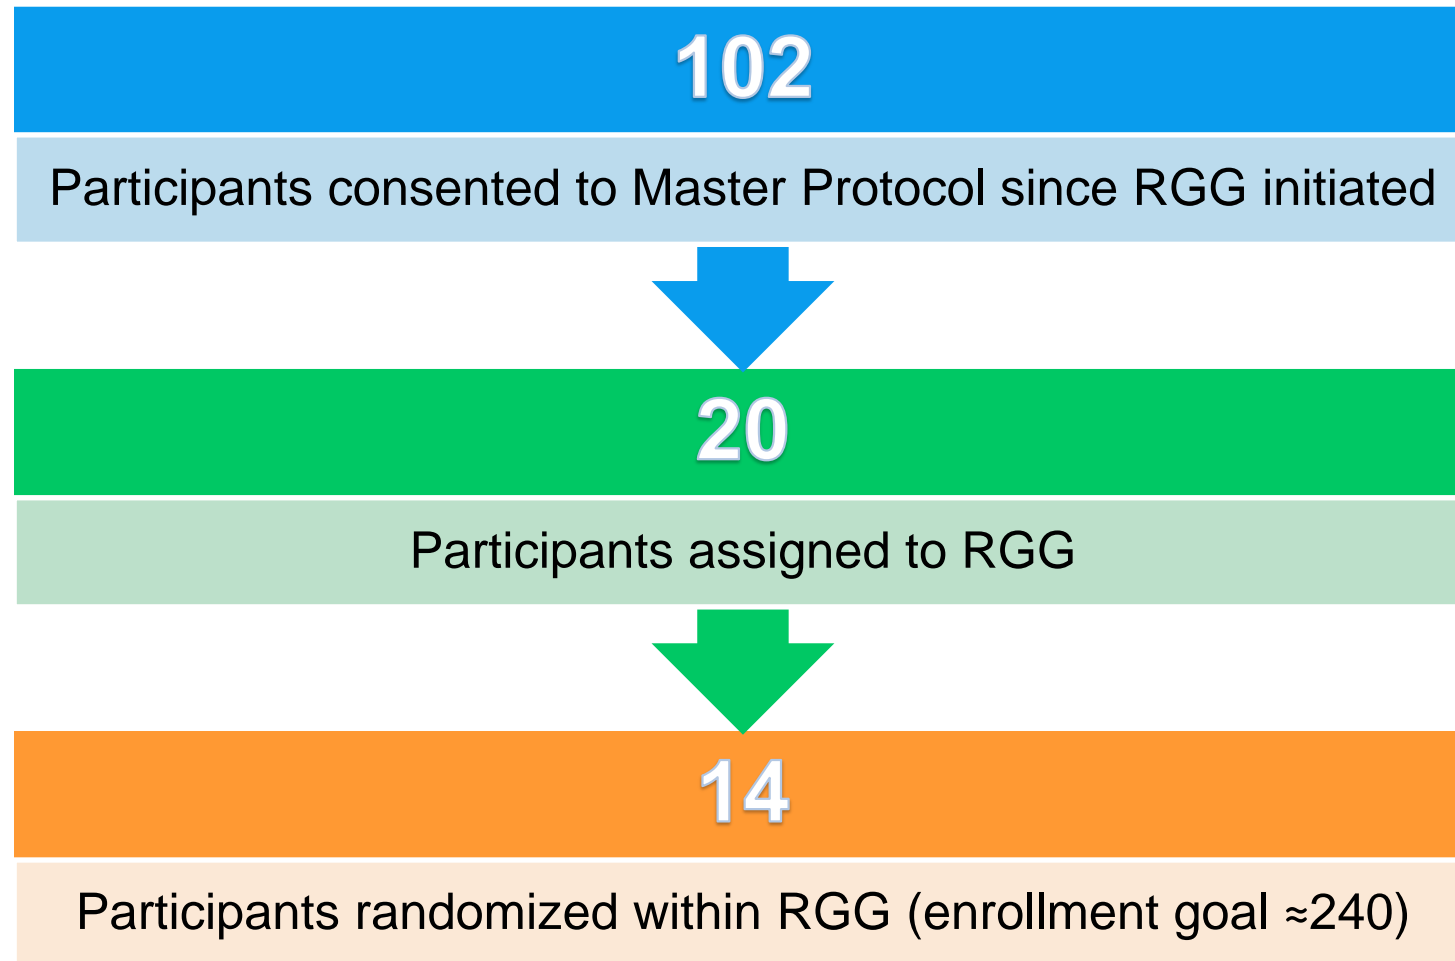 102
Participants consented to Master Protocol since RGG initiated
20
Participants assigned to RGG
14
Participants randomized within RGG (enrollment goal ≈240)